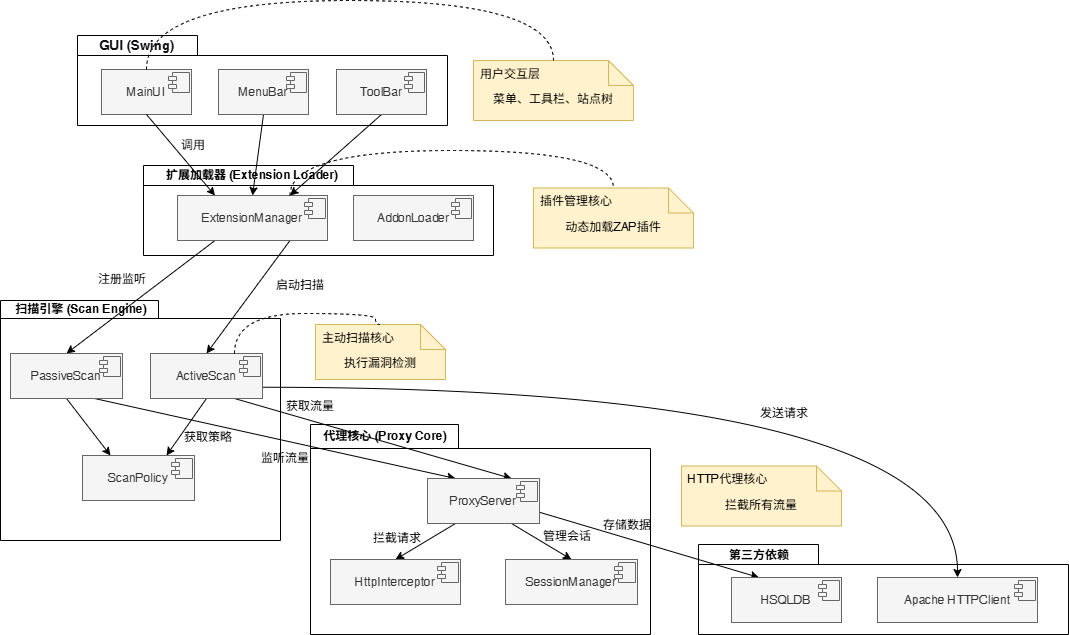 GUI (Swing)
MainUI
MenuBar
ToolBar
用户交互层
菜单、工具栏、站点树
调用
扩展加载器 (Extension Loader)
ExtensionManager
AddonLoader
插件管理核心
动态加载ZAP插件
注册监听
启动扫描
扫描引擎 (Scan Engine)
PassiveScan
ActiveScan
主动扫描核心
执行漏洞检测
获取流量
发送请求
获取策略
监听流量
ScanPolicy
代理核心 (Proxy Core)
ProxyServer
HTTP代理核心
拦截所有流量
拦截请求
管理会话
存储数据
HttpInterceptor
SessionManager
第三方依赖
HSQLDB
Apache HTTPClient